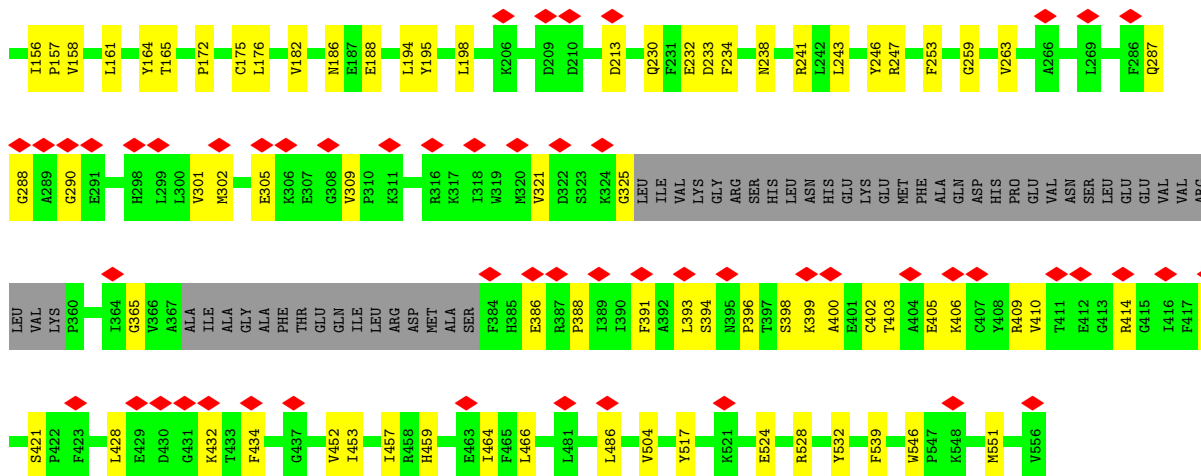 I156 P157 V158 L161 Y164 T165 P172 C175 L176 V182 N186 E187 E188 L194 Y195 L198 K206 D209 D210 D213 Q230 F231 E232 D233 F234 N238 R241 L242 L243 Y246 R247 F253 G259 V263 A266 L269 F286 Q287
G288 A289 G290 E291 H298 L299 L300 V301 M302 E305 K306 E307 G308 V309 P310 K311 R316 K317 I318 W319 M320 V321 D322 S323 K324 G325 LEU ILE VAL LYS GLY ARG SER HIS LEU ASN HIS GLU LYS GLU MET PHE ALA GLN ASP HIS PRO GLU VAL ASN SER LEU GLU GLU VAL VAL ARG
LEU VAL LYS P360 I364 G365 V366 A367 ALA ILE ALA GLY ALA PHE THR GLU GLN ILE LEU ARG ASP MET ALA SER F384 H385 E386 R387 P388 I389 I390 F391 A392 L393 S394 N395 P396 T397 S398 K399 A400 E401 C402 T403 A404 E405 K406 C407 Y408 R409 V410 T411 E412 G413 R414 G415 I416 F417
S421 P422 F423 L428 E429 D430 G431 K432 T433 F434 G437 V452 I453 I457 R458 H459 E463 I464 F465 L466 L481 L486 V504 Y517 K521 E524 R528 Y532 F539 W546 P547 K548 M551 V556